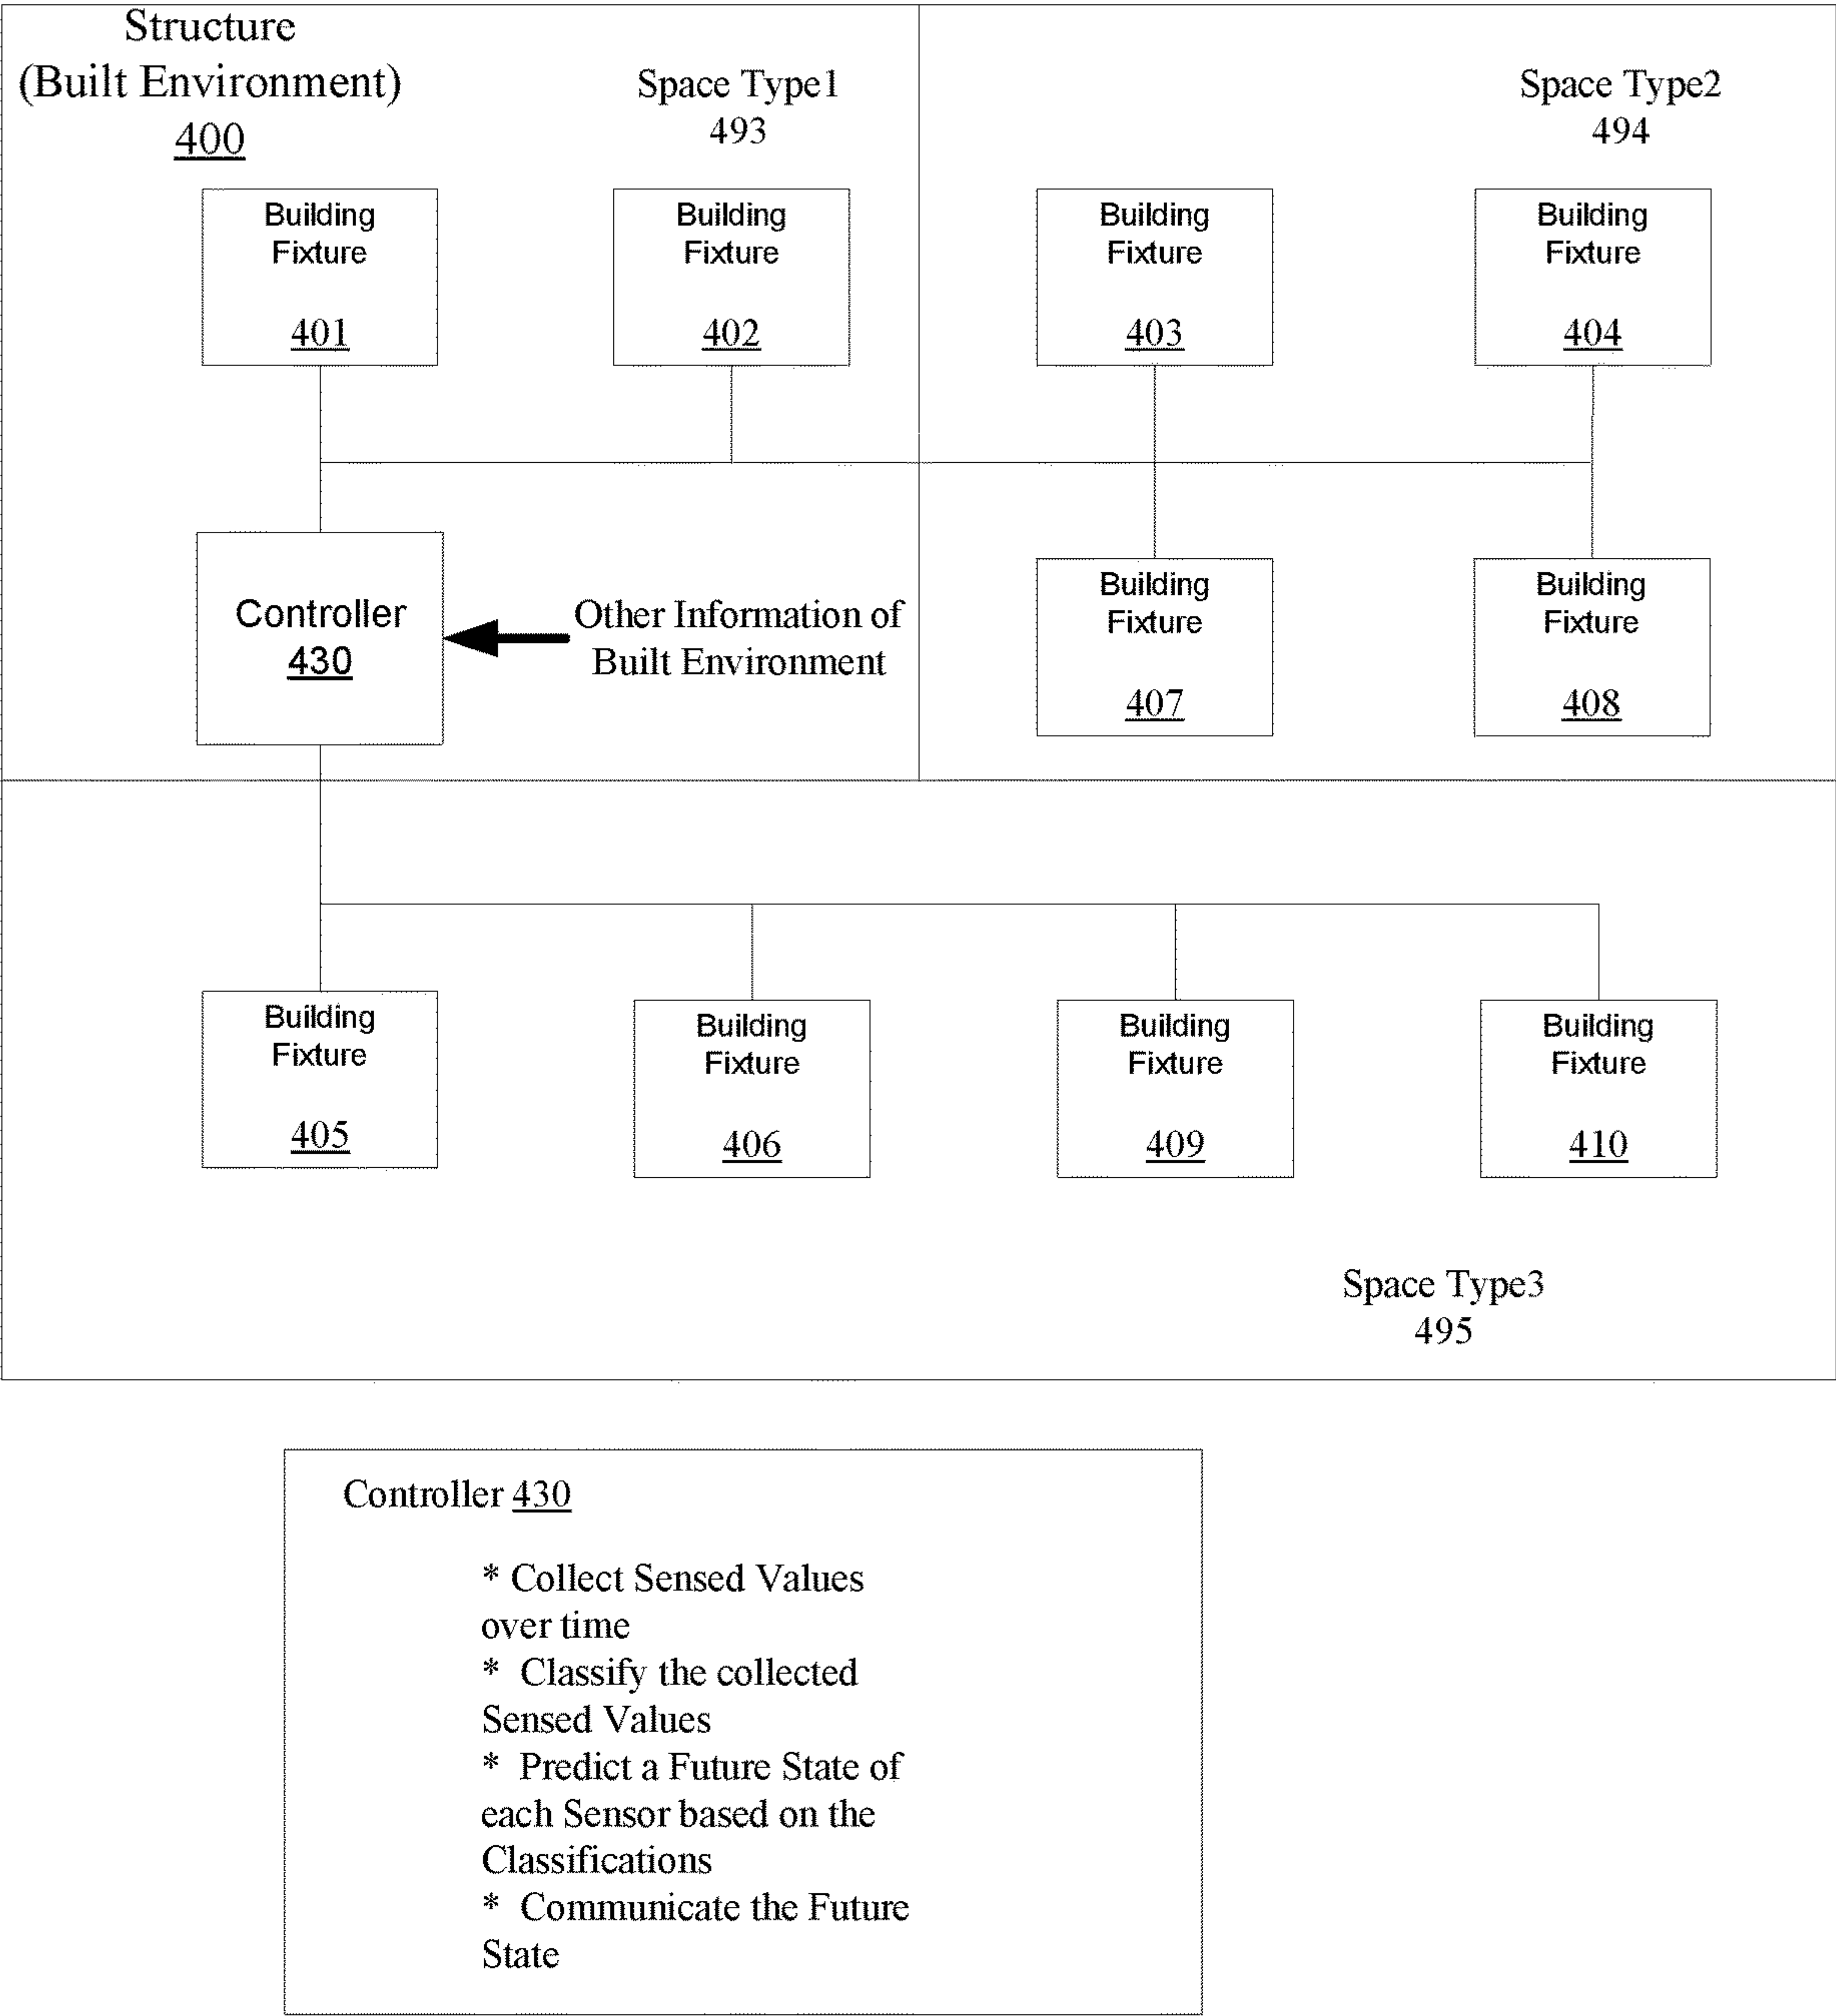 Structure
(Built Environment)
400
Space Type1
493
Space Type2
494
Building
Fixture
401
Building
Fixture
402
Building
Fixture
403
Building
Fixture
404
Controller
430
Other Information of
Built Environment
Building
Fixture
407
Building
Fixture
408
Building
Fixture
405
Building
Fixture
406
Building
Fixture
409
Building
Fixture
410
Space Type3
495
Controller 430
* Collect Sensed Values
over time
* Classify the collected
Sensed Values
* Predict a Future State of
each Sensor based on the
Classifications
* Communicate the Future
State